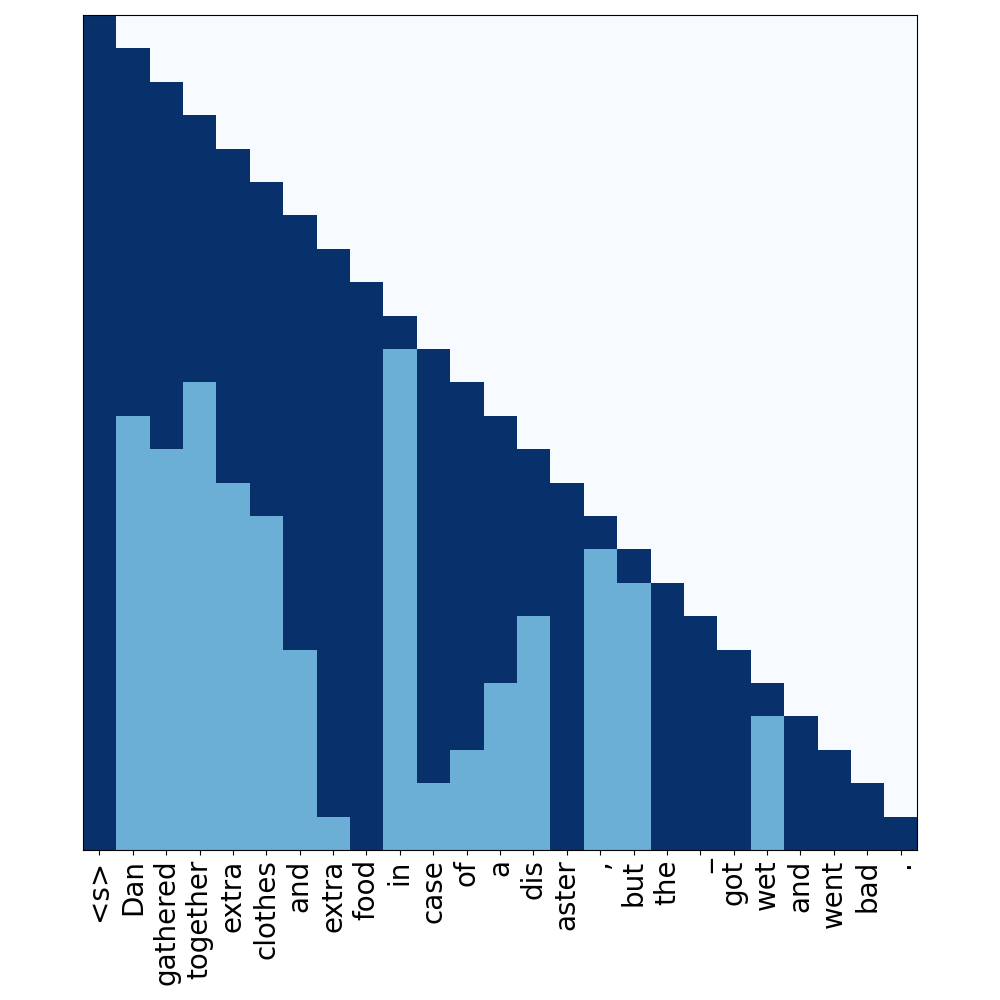 <s> Dan gathered together extra clothes and extra food in case of a dis aster , but the _ got wet and went bad .